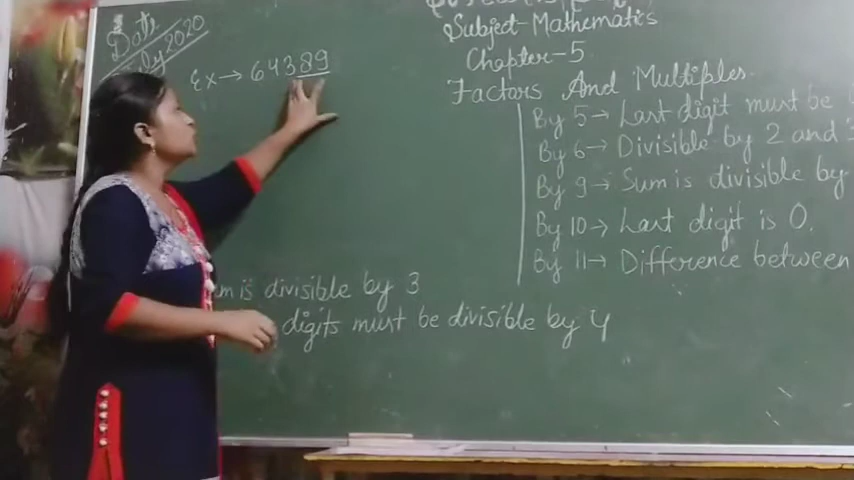 Date
July 2020
Ex → 64389
Subject-Mathematics
Chapter-5
Factors And Multiples
By 5 → Last digit must be
By 6 → Divisible by 2 and 3
By 9 → Sum is divisible by
By 10 → Last digit is 0.
By 11 → Difference between
is divisible by 3
digits must be divisible by 4